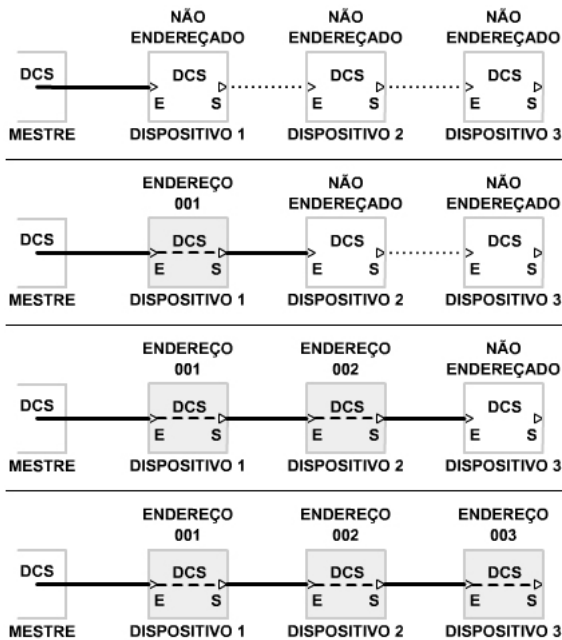 NÃO ENDEREÇADO
NÃO ENDEREÇADO
NÃO ENDEREÇADO
DCS DCS DCS DCS
E S E S E S
MESTRE DISPOSITIVO 1 DISPOSITIVO 2 DISPOSITIVO 3
ENDEREÇO 001
NÃO ENDEREÇADO
NÃO ENDEREÇADO
DCS DCS DCS DCS
E S E S E S
MESTRE DISPOSITIVO 1 DISPOSITIVO 2 DISPOSITIVO 3
ENDEREÇO 001
ENDEREÇO 002
NÃO ENDEREÇADO
DCS DCS DCS DCS
E S E S E S
MESTRE DISPOSITIVO 1 DISPOSITIVO 2 DISPOSITIVO 3
ENDEREÇO 001
ENDEREÇO 002
ENDEREÇO 003
DCS DCS DCS DCS
E S E S E S
MESTRE DISPOSITIVO 1 DISPOSITIVO 2 DISPOSITIVO 3